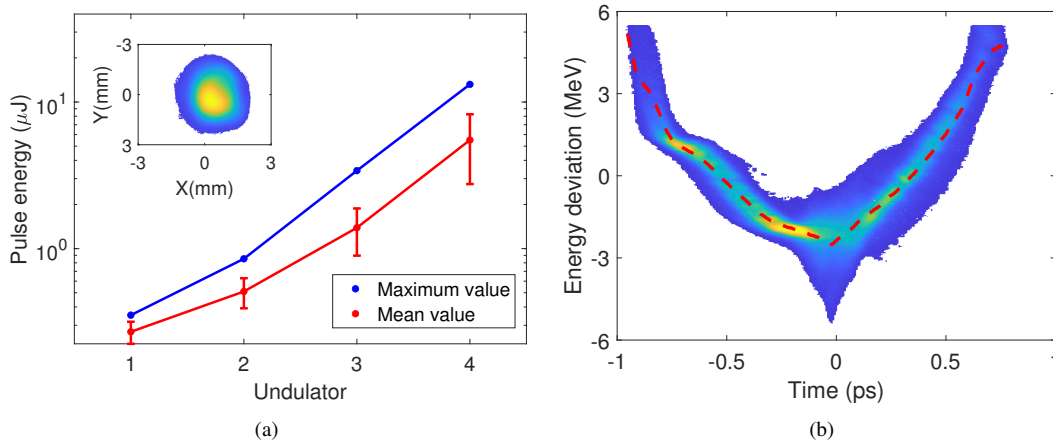 10^1
10^0
Pulse energy (μJ)
-3
0
3
Y(mm)
-3 0 3
X(mm)
Maximum value
Mean value
1 2 3 4
Undulator
(a)
6
3
0
-3
-6
Energy deviation (MeV)
-1 -0.5 0 0.5 1
Time (ps)
(b)